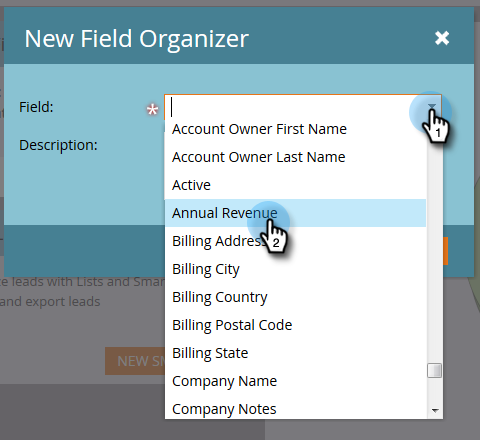 New Field Organizer
Field:
*
1
Account Owner First Name
Description:
Account Owner Last Name
Active
Annual Revenue
2
Billing Address
Billing City
te leads with Lists and Smar
Billing Country
and export leads
Billing Postal Code
Billing State
NEW SM
Company Name
Company Notes